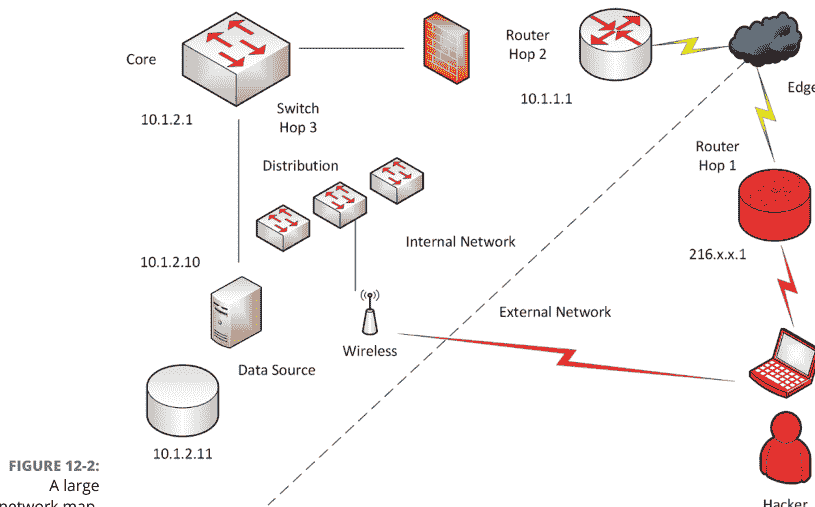 Core
Router
Hop 2
10.1.1.1
Edge
10.1.2.1
Switch
Hop 3
Router
Hop 1
Distribution
Internal Network
216.x.x.1
10.1.2.10
External Network
Wireless
Data Source
10.1.2.11
FIGURE 12-2:
A large
network map.
Hacker